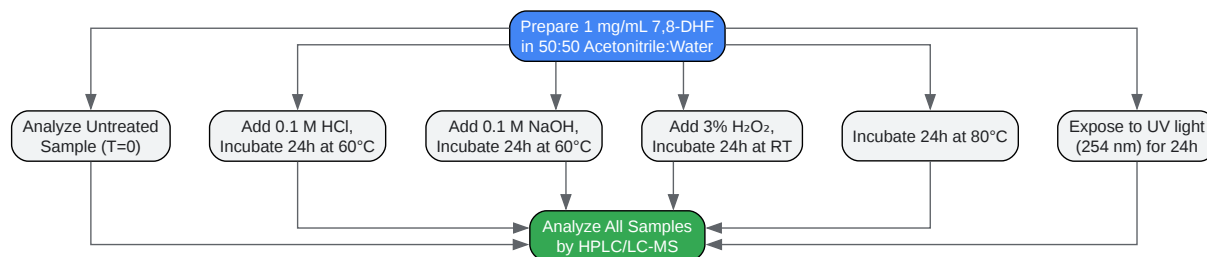 Prepare 1 mg/mL 7,8-DHF
in 50:50 Acetonitrile:Water
Analyze Untreated
Sample (T=0)
Add 0.1 M HCl,
Incubate 24h at 60°C
Add 0.1 M NaOH,
Incubate 24h at 60°C
Add 3% H₂O₂,
Incubate 24h at RT
Incubate 24h at 80°C
Expose to UV light
(254 nm) for 24h
Analyze All Samples
by HPLC/LC-MS